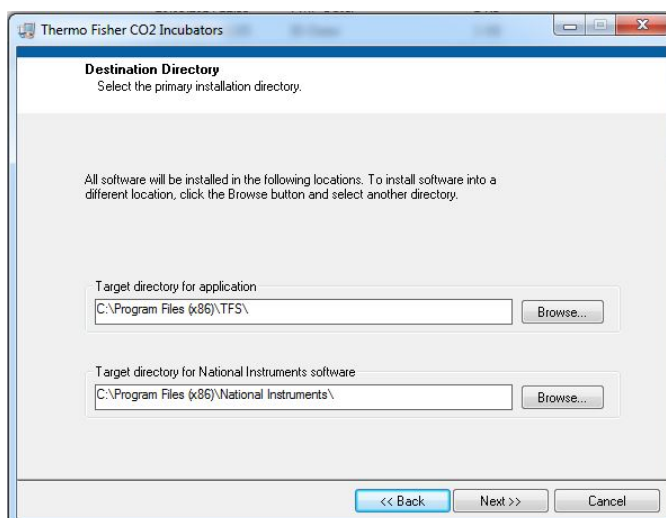 Thermo Fisher CO2 Incubators
Destination Directory
Select the primary installation directory.
All software will be installed in the following locations. To install software into a
different location, click the Browse button and select another directory.
Target directory for application
C:\Program Files (x86)\TFS\
Browse...
Target directory for National Instruments software
C:\Program Files (x86)\National Instruments\
Browse...
<< Back
Next >>
Cancel